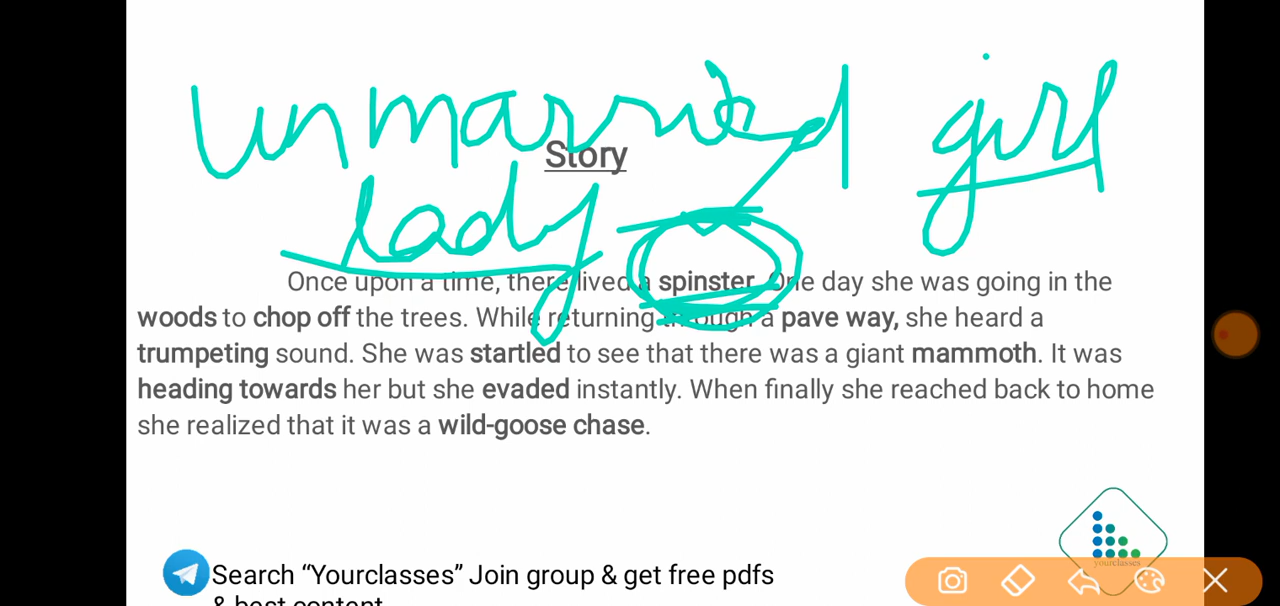 unmarried girl
Story
lady
Once upon a time, there lived a spinster. One day she was going in the
woods to chop off the trees. While returning through a pave way, she heard a
trumpeting sound. She was startled to see that there was a giant mammoth. It was
heading towards her but she evaded instantly. When finally she reached back to home
she realized that it was a wild-goose chase.
yourclasses
Search “Yourclasses” Join group & get free pdfs
& best content